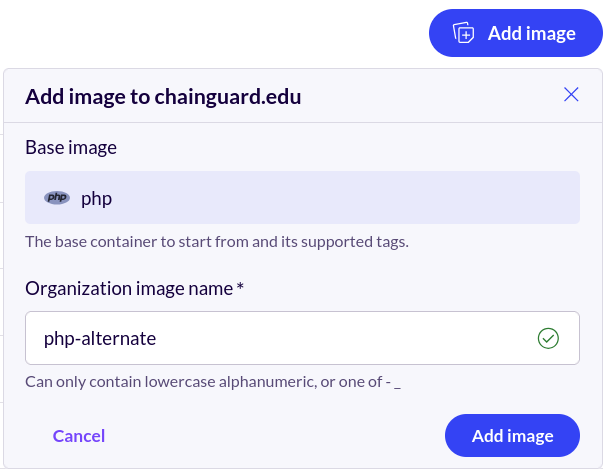 Add image
Add image to chainguard.edu
Base image
php php
The base container to start from and its supported tags.
Organization image name *
php-alternate
Can only contain lowercase alphanumeric, or one of - _
Cancel
Add image